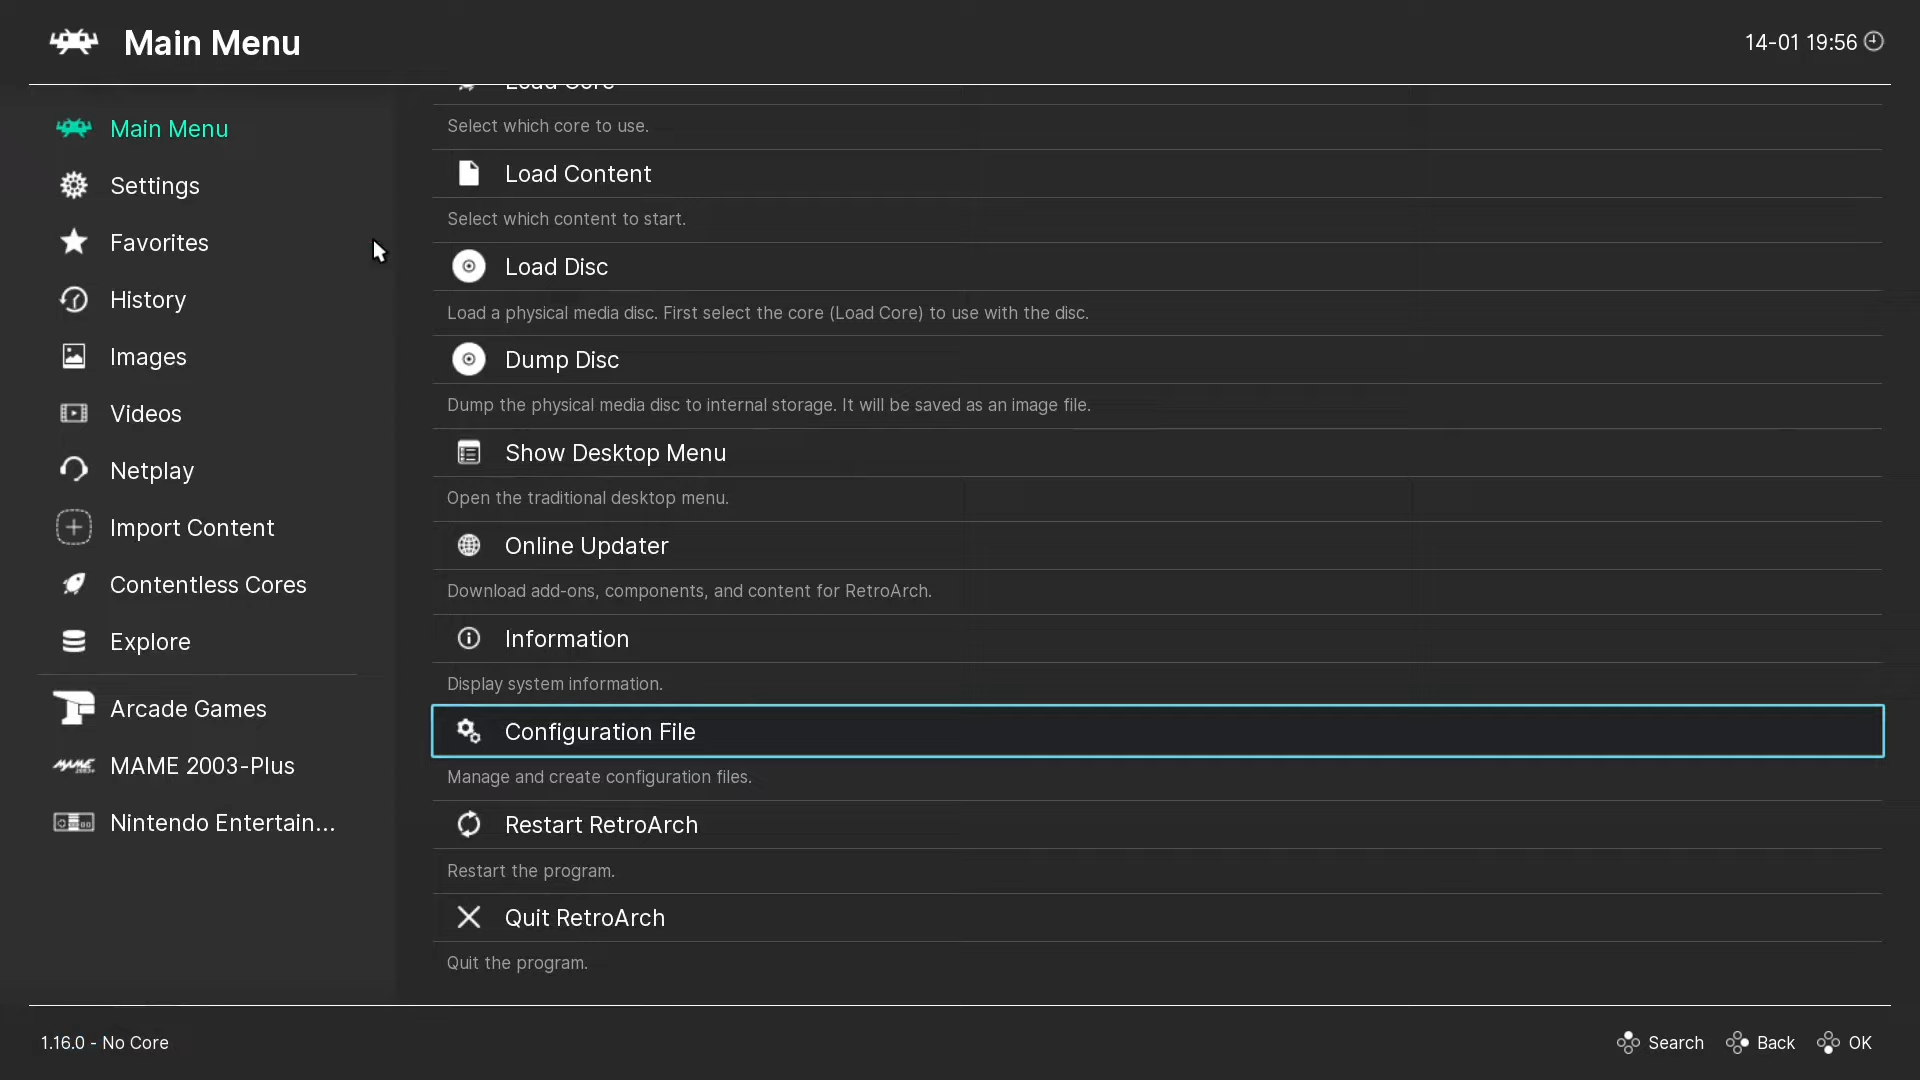 Main Menu
14-01 19:56
Main Menu
Settings
Favorites
History
Images
Videos
Netplay
Import Content
Contentless Cores
Explore
Arcade Games
MAME 2003-Plus
Nintendo Entertain...
Load Core
Select which core to use.
Load Content
Select which content to start.
Load Disc
Load a physical media disc. First select the core (Load Core) to use with the disc.
Dump Disc
Dump the physical media disc to internal storage. It will be saved as an image file.
Show Desktop Menu
Open the traditional desktop menu.
Online Updater
Download add-ons, components, and content for RetroArch.
Information
Display system information.
Configuration File
Manage and create configuration files.
Restart RetroArch
Restart the program.
Quit RetroArch
Quit the program.
1.16.0 - No Core
Search
Back
OK